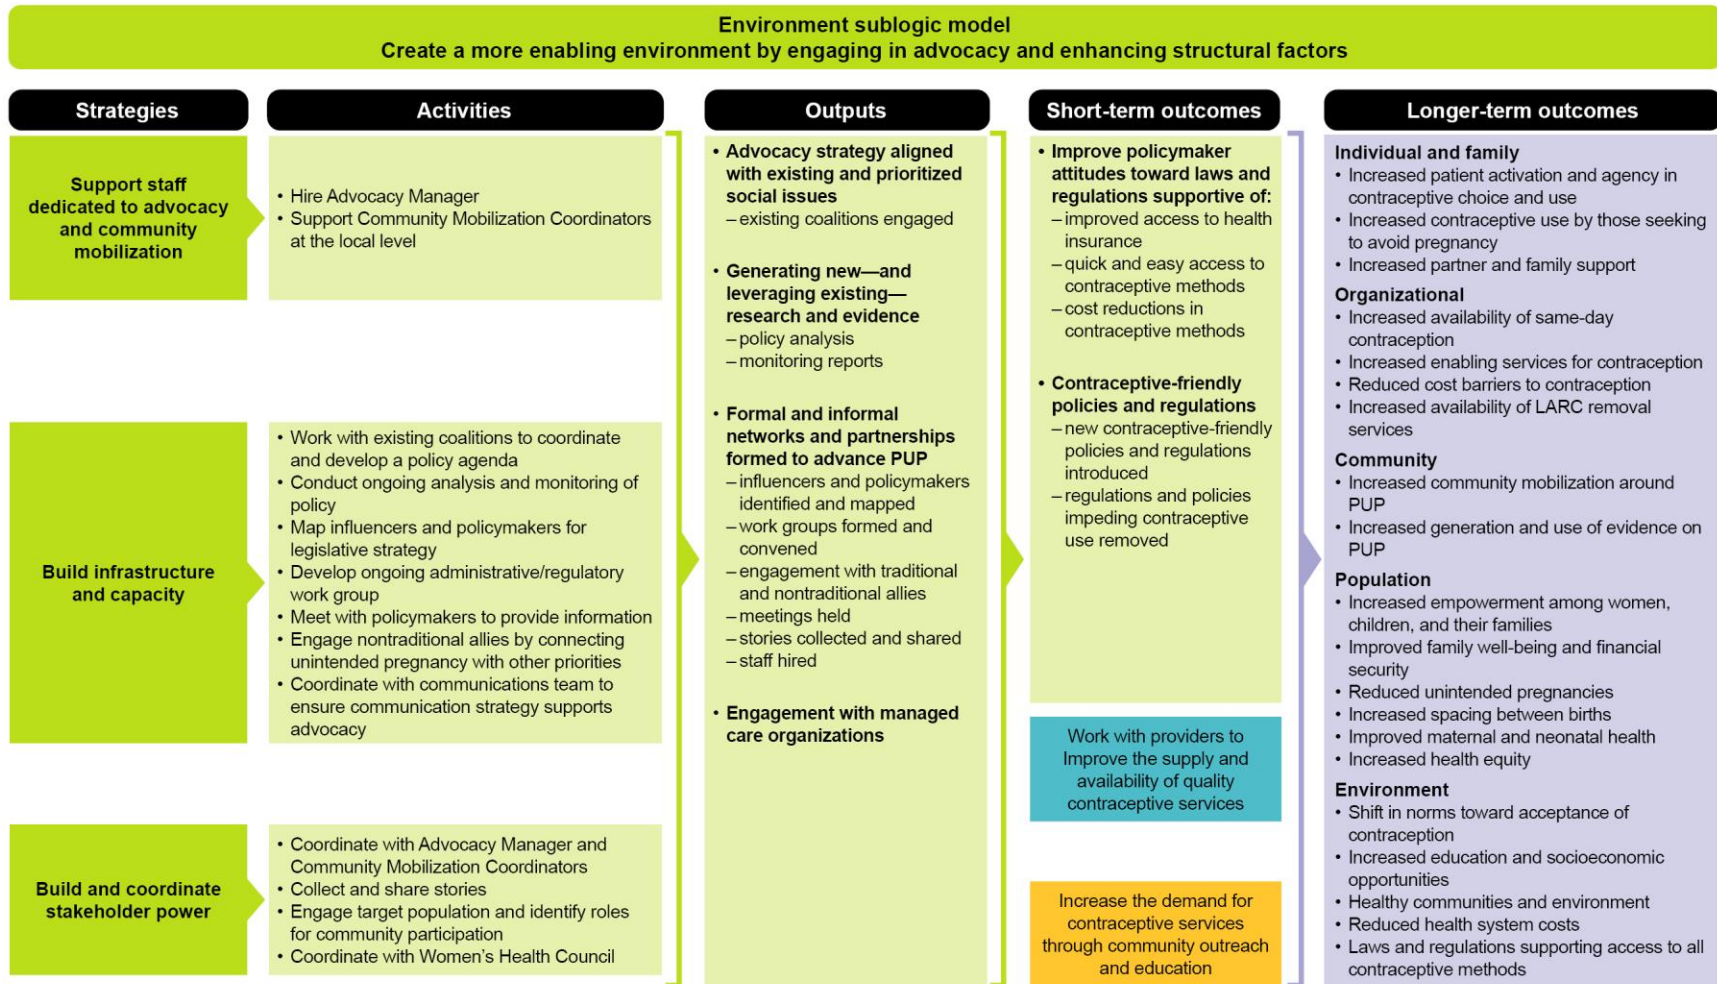 Environment sublogic model
Create a more enabling environment by engaging in advocacy and enhancing structural factors
Strategies
Support staff
dedicated to advocacy
and community
mobilization
Build infrastructure
and capacity
Build and coordinate
stakeholder power
Activities
• Hire Advocacy Manager
• Support Community Mobilization Coordinators
at the local level
• Work with existing coalitions to coordinate
and develop a policy agenda
• Conduct ongoing analysis and monitoring of
policy
• Map influencers and policymakers for
legislative strategy
• Develop ongoing administrative/regulatory
work group
• Meet with policymakers to provide information
• Engage nontraditional allies by connecting
unintended pregnancy with other priorities
• Coordinate with communications team to
ensure communication strategy supports
advocacy
• Coordinate with Advocacy Manager and
Community Mobilization Coordinators
• Collect and share stories
• Engage target population and identify roles
for community participation
• Coordinate with Women's Health Council
Outputs
• Advocacy strategy aligned
with existing and prioritized
social issues
– existing coalitions engaged
• Generating new—and
leveraging existing—
research and evidence
– policy analysis
– monitoring reports
• Formal and informal
networks and partnerships
formed to advance PUP
– influencers and policymakers
identified and mapped
– work groups formed and
convened
– engagement with traditional
and nontraditional allies
– meetings held
– stories collected and shared
– staff hired
• Engagement with managed
care organizations
Short-term outcomes
• Improve policymaker
attitudes toward laws and
regulations supportive of:
– improved access to health
insurance
– quick and easy access to
contraceptive methods
– cost reductions in
contraceptive methods
• Contraceptive-friendly
policies and regulations
– new contraceptive-friendly
policies and regulations
introduced
– regulations and policies
impeding contraceptive
use removed
Work with providers to
Improve the supply and
availability of quality
contraceptive services
Increase the demand for
contraceptive services
through community outreach
and education
Longer-term outcomes
Individual and family
• Increased patient activation and agency in
contraceptive choice and use
• Increased contraceptive use by those seeking
to avoid pregnancy
• Increased partner and family support
Organizational
• Increased availability of same-day
contraception
• Increased enabling services for contraception
• Reduced cost barriers to contraception
• Increased availability of LARC removal
services
Community
• Increased community mobilization around
PUP
• Increased generation and use of evidence on
PUP
Population
• Increased empowerment among women,
children, and their families
• Improved family well-being and financial
security
• Reduced unintended pregnancies
• Increased spacing between births
• Improved maternal and neonatal health
• Increased health equity
Environment
• Shift in norms toward acceptance of
contraception
• Increased education and socioeconomic
opportunities
• Healthy communities and environment
• Reduced health system costs
• Laws and regulations supporting access to all
contraceptive methods